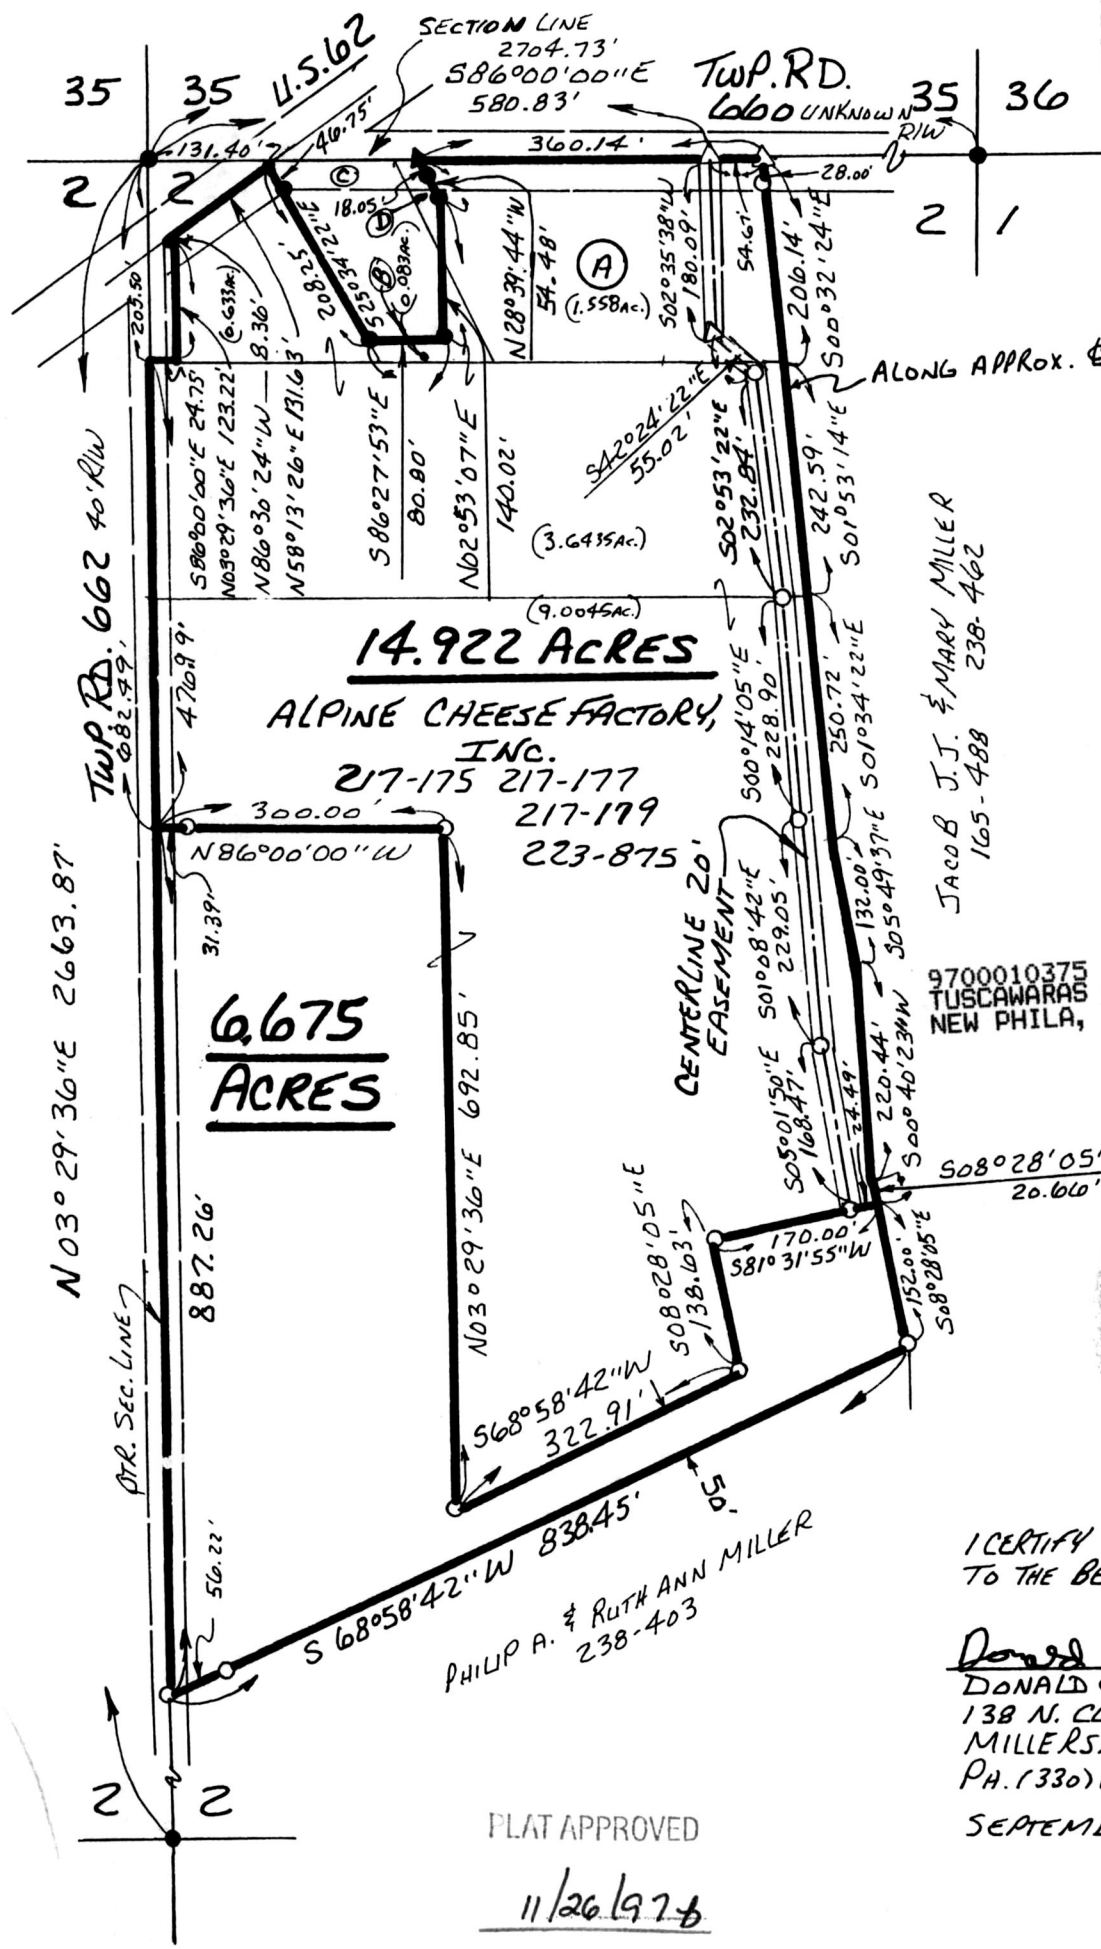 SECTION LINE
2704.73'
S86°00'00"E
580.83'
U.S.62
TWP. RD.
660 UNKNOWN
R/W
35
35
35
36
131.40'
46.75'
360.14'
28.00'
2
2
2
1
C
18.05'
D
B
(0.083AC.)
A
(1.558AC.)
S25°34'22"E
208.25'
N28°39'44"W
54.48'
S02°35'38"W
180.09'
54.67'
206.14'
S00°32'24"E
205.50'
(0.633AC.)
ALONG APPROX. ℄
S86°00'00"E 24.75'
N03°29'36"E 123.22'
N86°30'24"W 8.36'
N58°13'26"E 131.63'
S86°27'53"E
80.80'
N02°53'07"E
140.02'
S42°24'22"E
55.02'
S02°53'22"E
232.84'
242.59'
S01°53'14"E
(3.6435AC.)
(9.0045AC.)
TWP RD. 662 40' R/W
682.49'
476.99'
14.922 ACRES
ALPINE CHEESE FACTORY,
INC.
217-175 217-177
217-179
223-875
S00°14'05"E
228.90'
250.72'
S01°34'22"E
JACOB J.J. & MARY MILLER
165-488 238-462
300.00'
N86°00'00"W
31.39'
CENTERLINE 20'
EASEMENT
S01°08'42"E
229.05'
132.00'
S05°49'37"E
N03°29'36"E 2663.87'
6.675
ACRES
N03°29'36"E 692.85'
9700010375
TUSCAWARAS
NEW PHILA,
S05°01'50"E
168.47'
24.49'
220.44'
S00°40'23"W
S08°28'05"
20.66'
887.26'
S08°28'05"E
138.63'
170.00'
S81°31'55"W
152.00'
S08°28'05"E
QTR. SEC. LINE
S68°58'42"W
322.91'
50'
S 68°58'42"W 838.45'
56.22'
PHILIP A. & RUTH ANN MILLER
238-403
I CERTIFY
TO THE BE
Donald
DONALD
138 N. CL
MILLERS
PH. (330)
SEPTEMB
2
2
PLAT APPROVED
11/26/97